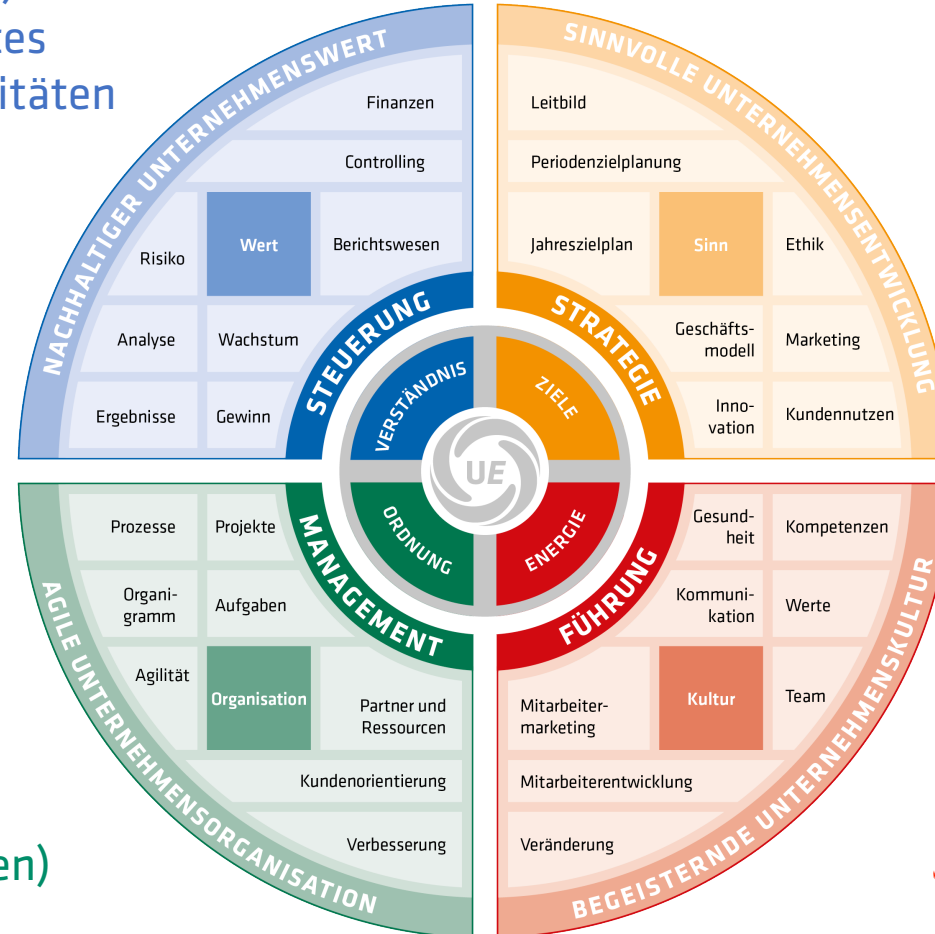 tes
itäten
NACHHALTIGER UNTERNEHMENSWERT
Finanzen
Controlling
Risiko
Wert
Berichtswesen
Analyse
Wachstum
Ergebnisse
Gewinn
STEUERUNG
VERSTÄNDNIS
SINNVOLLE UNTERNEHMENSENTWICKLUNG
Leitbild
Periodenzielplanung
Jahreszielplan
Sinn
Ethik
Geschäfts-
modell
Marketing
Inno-
vation
Kundennutzen
STRATEGIE
ZIELE
UE
AGILE UNTERNEHMENSORGANISATION
Prozesse
Projekte
Organi-
gramm
Aufgaben
Agilität
Organisation
Partner und
Ressourcen
Kundenorientierung
Verbesserung
MANAGEMENT
ORDNUNG
BEGEISTERNDE UNTERNEHMENSKULTUR
Gesund-
heit
Kompetenzen
Kommuni-
kation
Werte
Mitarbeiter-
marketing
Kultur
Team
Mitarbeiterentwicklung
Veränderung
FÜHRUNG
ENERGIE
en)